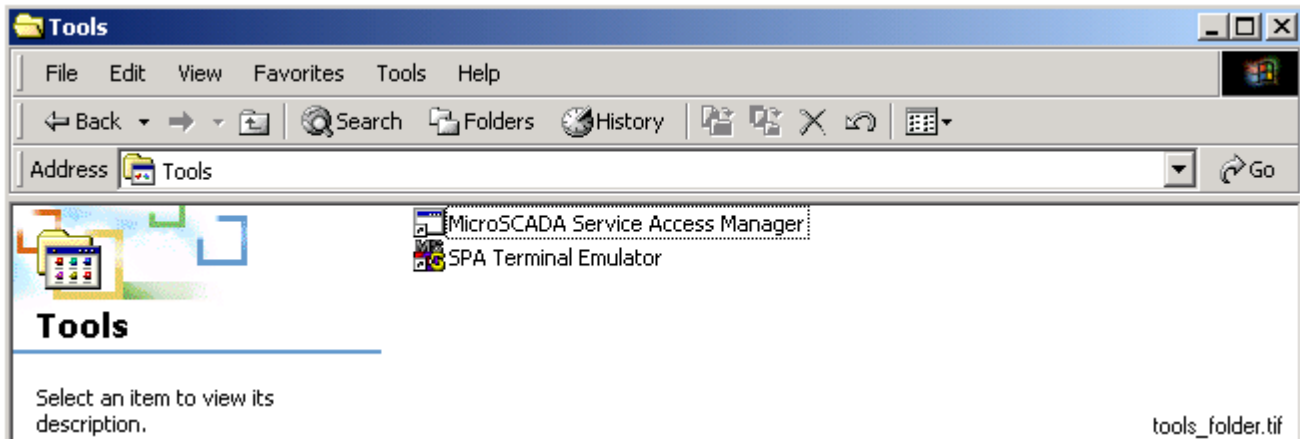 Tools
File Edit View Favorites Tools Help
Back Search Folders History
Address Tools Go
MicroSCADA Service Access Manager
SPA Terminal Emulator
Tools
Select an item to view its
description.
tools_folder.tif